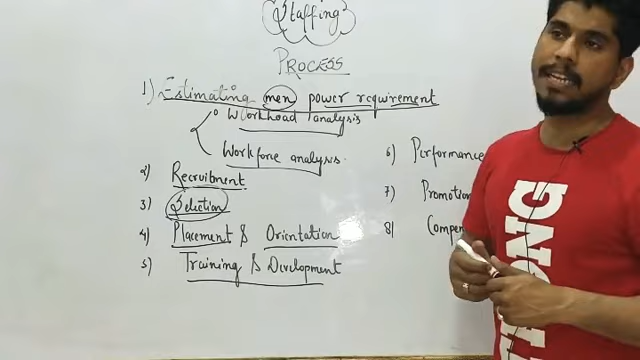 Staffing
PROCESS
1) Estimating men power requirement
Workload analysis
Workforce analysis.
2) Recruitment
3) Selection
4) Placement & Orientation
5) Training & Development
6) Performance
7) Promotion
8) Compen